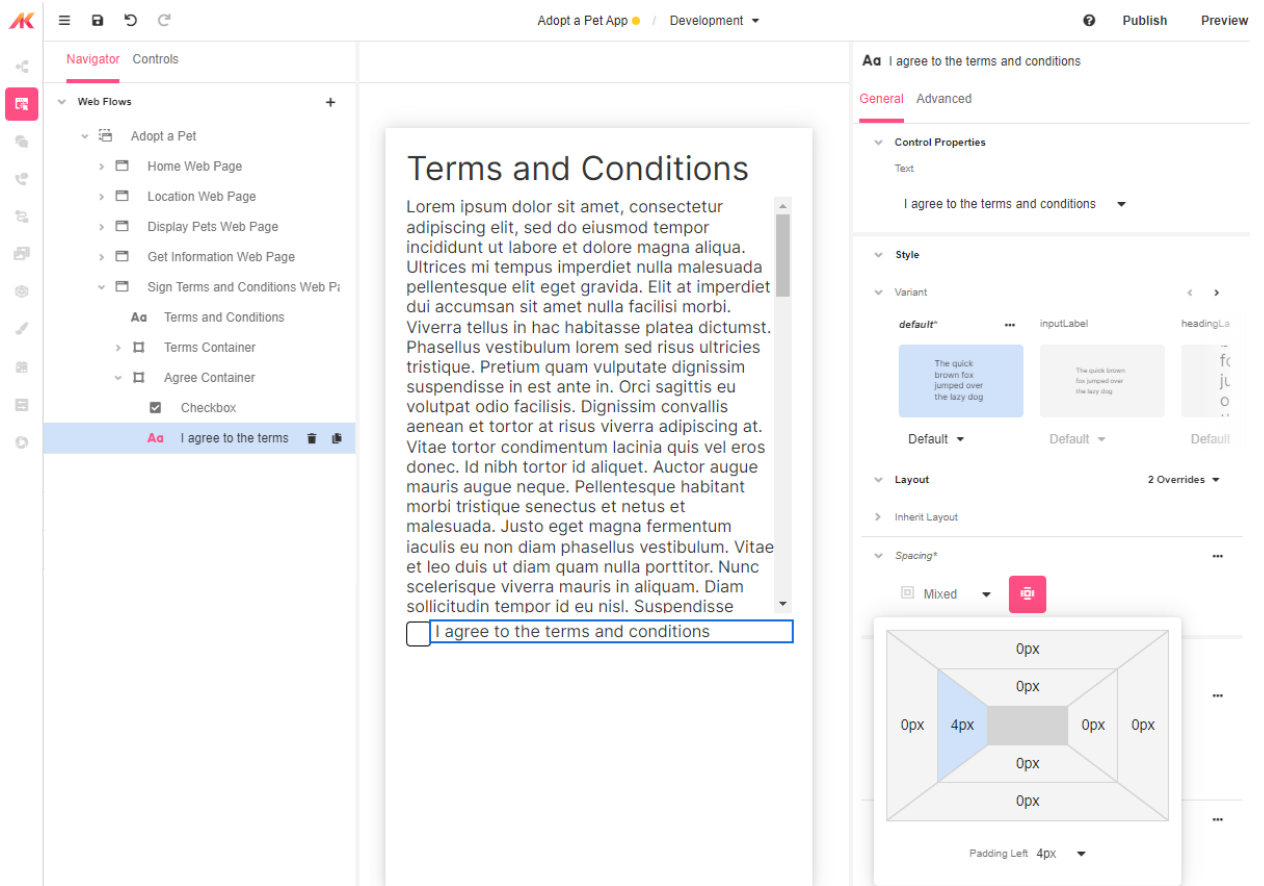 Adopt a Pet App / Development
Publish
Preview
Navigator Controls
Web Flows
Adopt a Pet
Home Web Page
Location Web Page
Display Pets Web Page
Get Information Web Page
Sign Terms and Conditions Web Pa
Aa Terms and Conditions
Terms Container
Agree Container
Checkbox
Aa I agree to the terms
Terms and Conditions
Lorem ipsum dolor sit amet, consectetur
adipiscing elit, sed do eiusmod tempor
incididunt ut labore et dolore magna aliqua.
Ultrices mi tempus imperdiet nulla malesuada
pellentesque elit eget gravida. Elit at imperdiet
dui accumsan sit amet nulla facilisi morbi.
Viverra tellus in hac habitasse platea dictumst.
Phasellus vestibulum lorem sed risus ultricies
tristique. Pretium quam vulputate dignissim
suspendisse in est ante in. Orci sagittis eu
volutpat odio facilisis. Dignissim convallis
aenean et tortor at risus viverra adipiscing at.
Vitae tortor condimentum lacinia quis vel eros
donec. Id nibh tortor id aliquet. Auctor augue
mauris augue neque. Pellentesque habitant
morbi tristique senectus et netus et
malesuada. Justo eget magna fermentum
iaculis eu non diam phasellus vestibulum. Vitae
et leo duis ut diam quam nulla porttitor. Nunc
scelerisque viverra mauris in aliquam. Diam
sollicitudin tempor id eu nisl. Suspendisse
I agree to the terms and conditions
Aa I agree to the terms and conditions
General Advanced
Control Properties
Text
I agree to the terms and conditions
Style
Variant
default* ••• inputLabel headingLa
The quick
brown fox
jumped over
the lazy dog
The quick brown
fox jumped over
the lazy dog
fo
ju
o
Default Default Default
Layout 2 Overrides
Inherit Layout
Spacing* •••
Mixed
0px
0px
0px 4px 0px 0px
0px
0px
Padding Left 4px